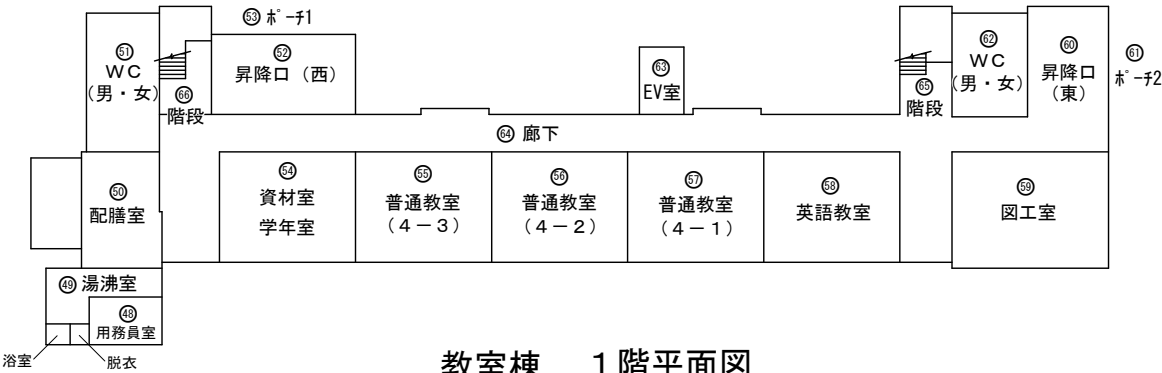 ㊿+3 ﾎﾟｰﾁ1
51
WC
(男・女)
52
昇降口（西）
66
階段
63
EV室
65
階段
62
WC
(男・女)
60
昇降口
(東)
61
ﾎﾟｰﾁ2
64 廊下
50
配膳室
54
資材室
学年室
55
普通教室
(４－３)
56
普通教室
(４－２)
57
普通教室
(４－１)
58
英語教室
59
図工室
49 湯沸室
48
用務員室
浴室
脱衣
教室棟　１階平面図